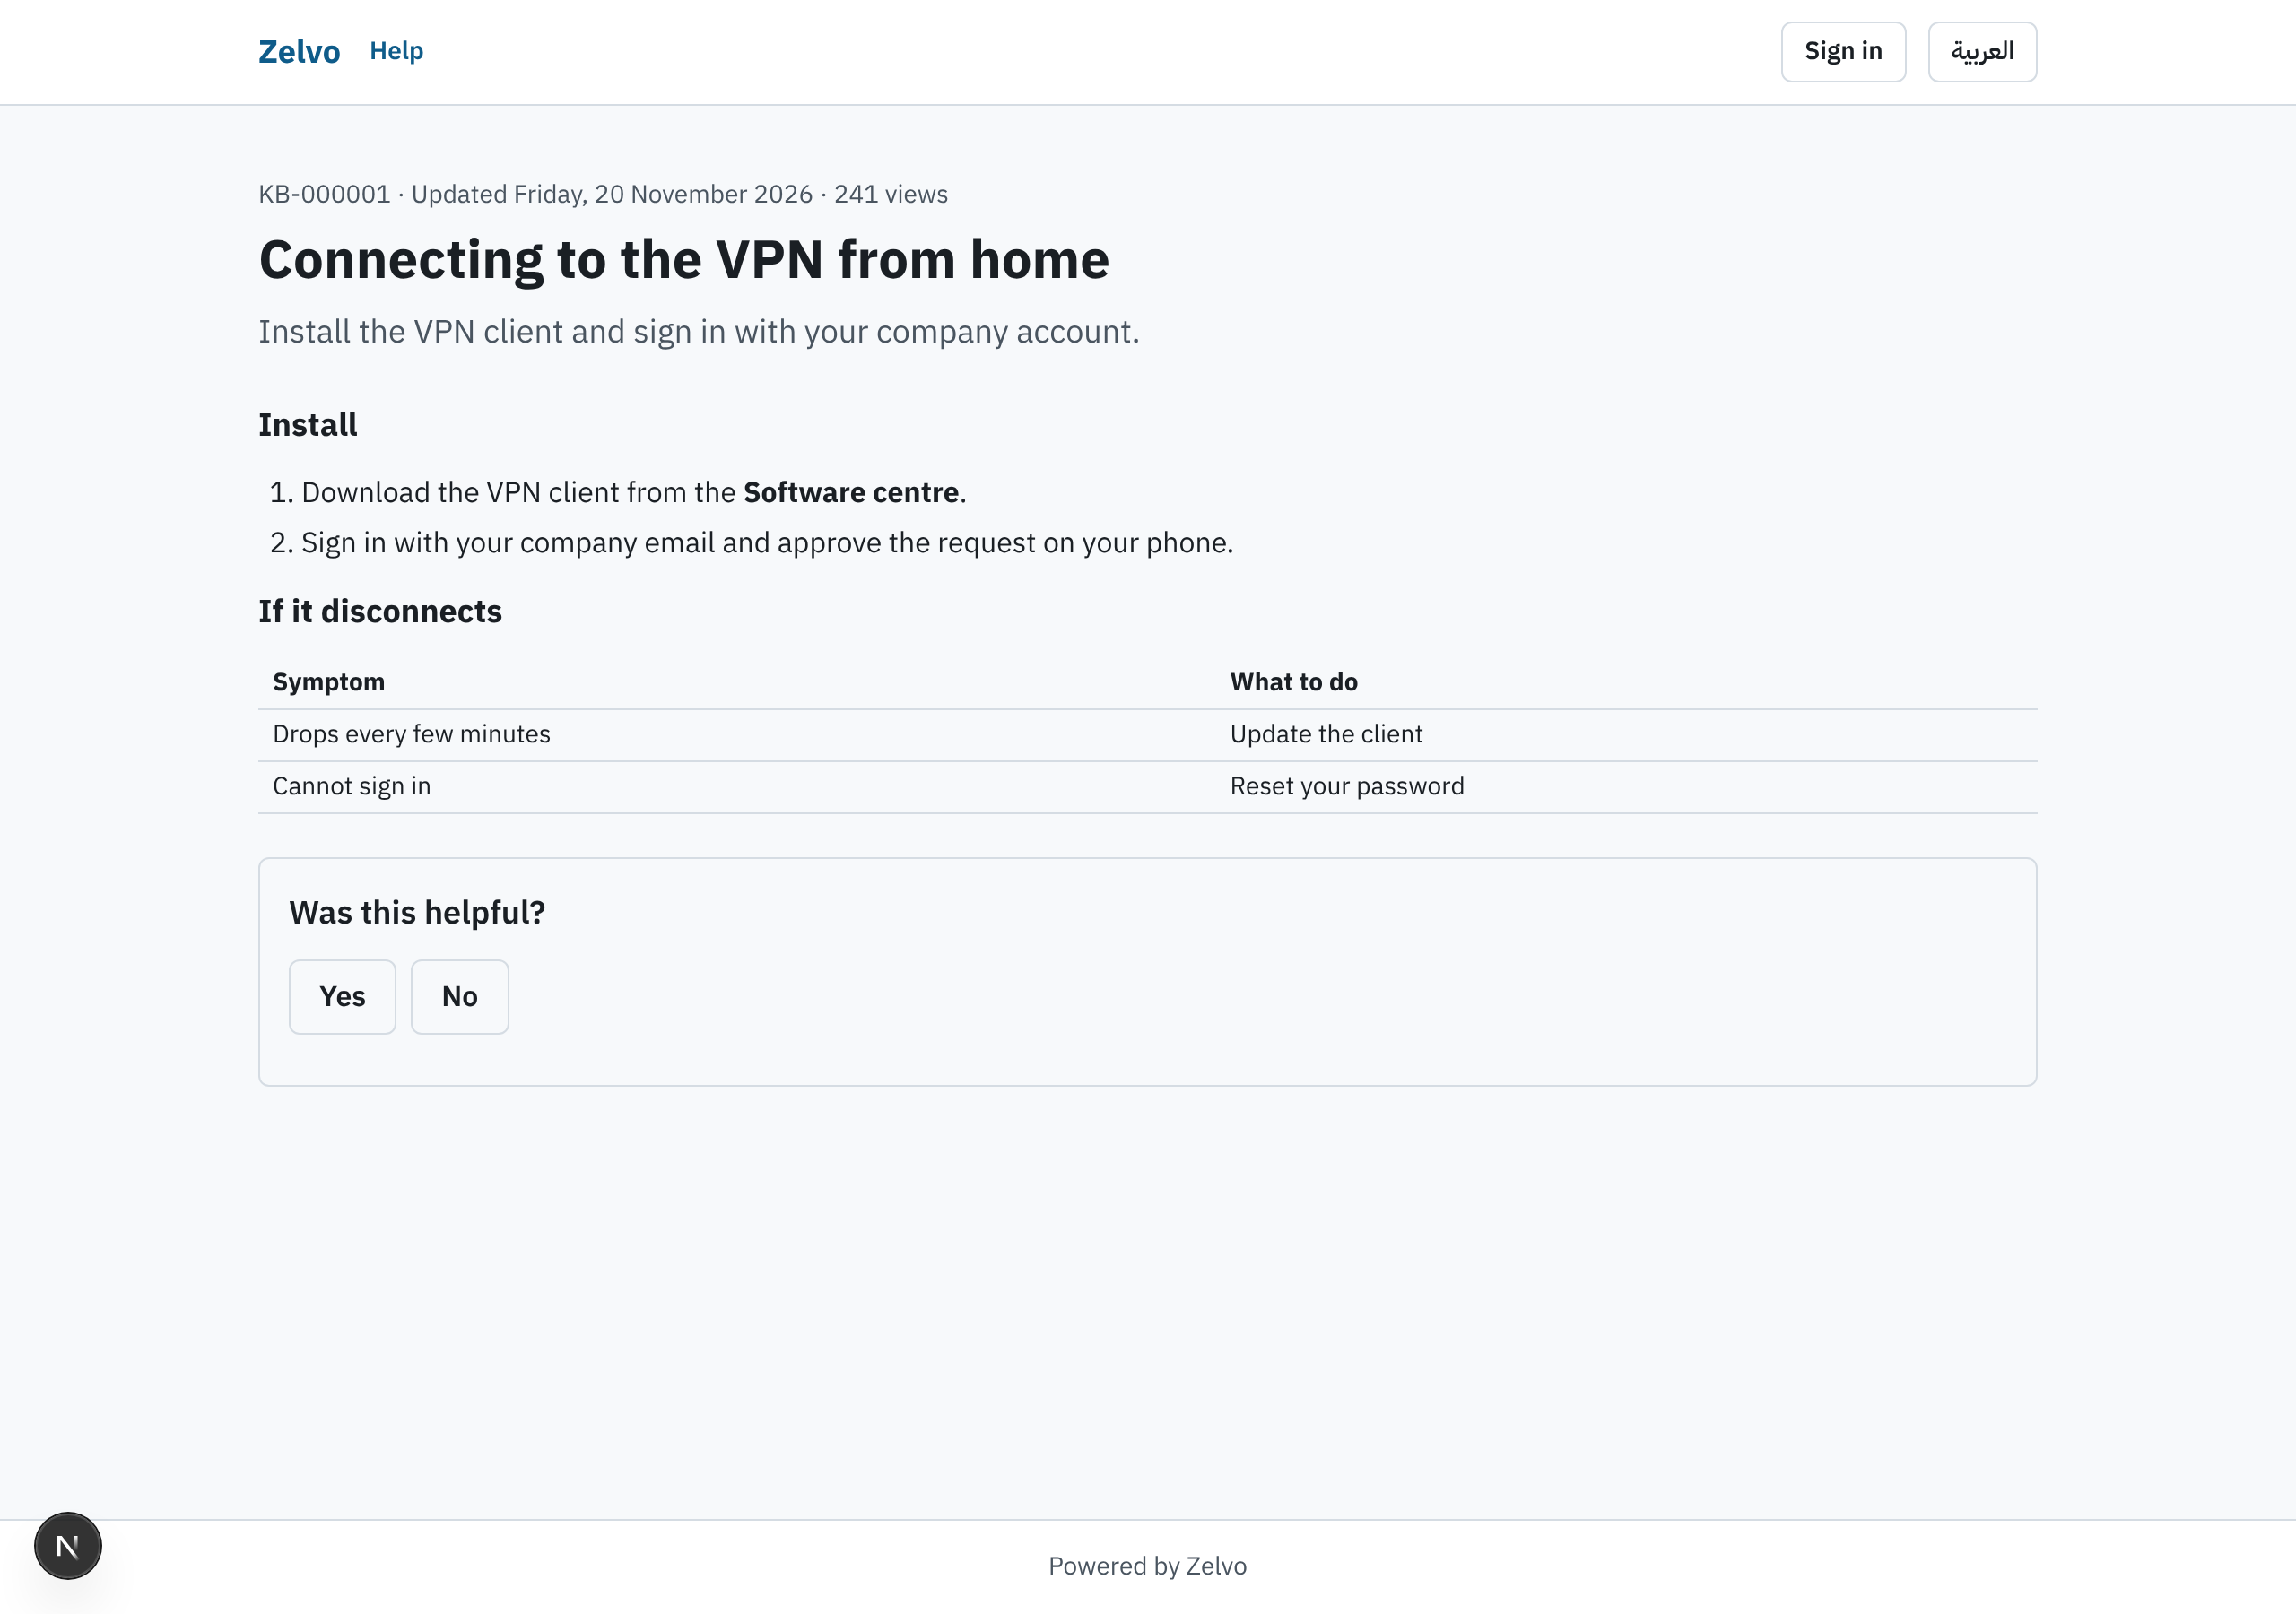 Zelvo Help Sign in العربية
KB-000001 · Updated Friday, 20 November 2026 · 241 views
Connecting to the VPN from home
Install the VPN client and sign in with your company account.
Install
1. Download the VPN client from the Software centre.
2. Sign in with your company email and approve the request on your phone.
If it disconnects
Symptom What to do
Drops every few minutes Update the client
Cannot sign in Reset your password
Was this helpful?
Yes No
N
Powered by Zelvo